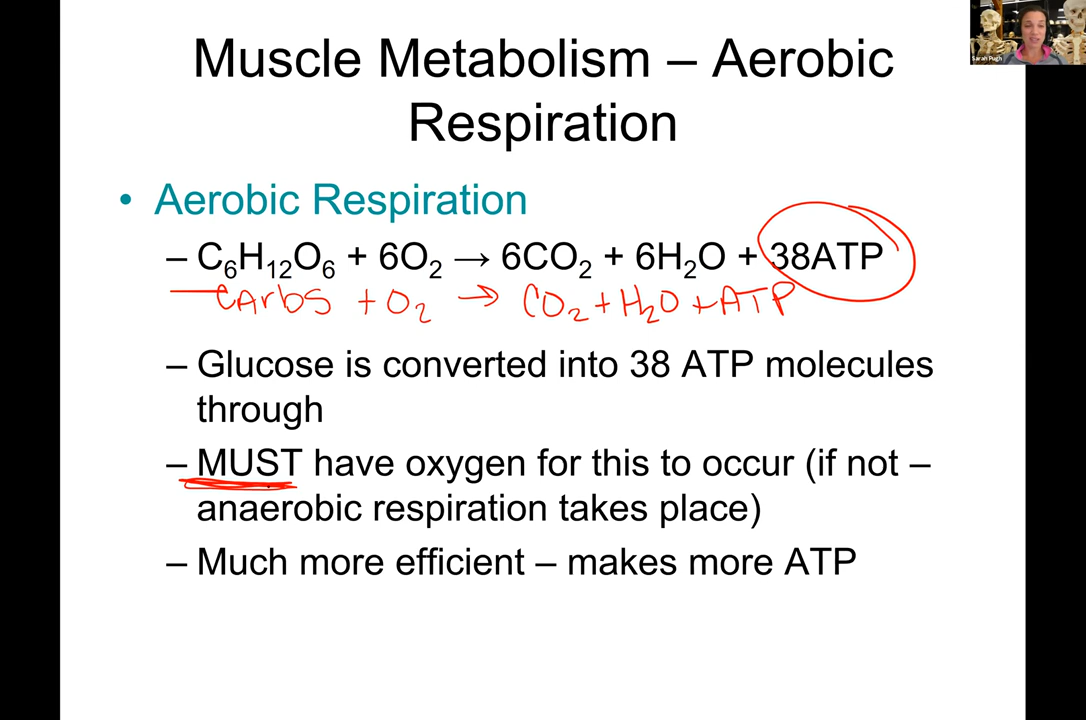 Muscle Metabolism – Aerobic
Respiration
Sarah Pugh
• Aerobic Respiration
– C₆H₁₂O₆ + 6O₂ → 6CO₂ + 6H₂O + 38ATP
CArbs + O₂ → CO₂ + H₂O + ATP
– Glucose is converted into 38 ATP molecules
through
– MUST have oxygen for this to occur (if not –
anaerobic respiration takes place)
– Much more efficient – makes more ATP